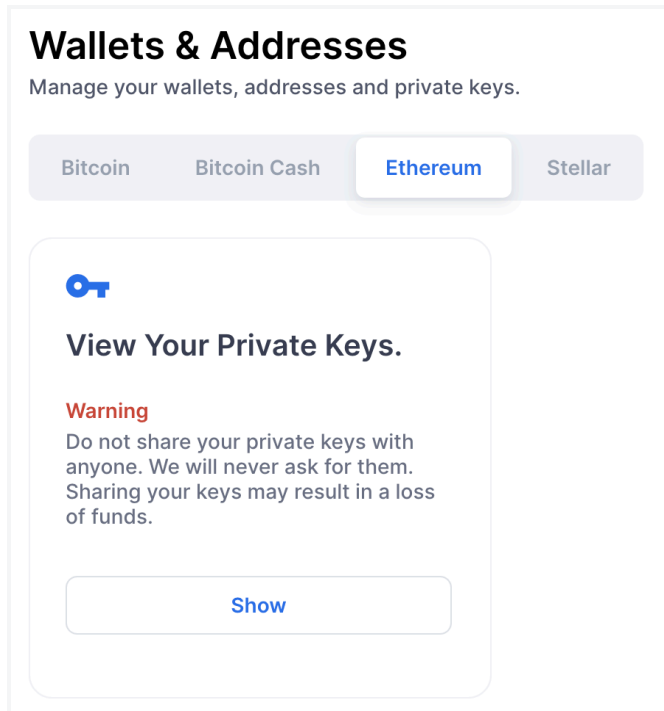 Wallets & Addresses
Manage your wallets, addresses and private keys.
Bitcoin Bitcoin Cash Ethereum Stellar
View Your Private Keys.
Warning
Do not share your private keys with
anyone. We will never ask for them.
Sharing your keys may result in a loss
of funds.
Show